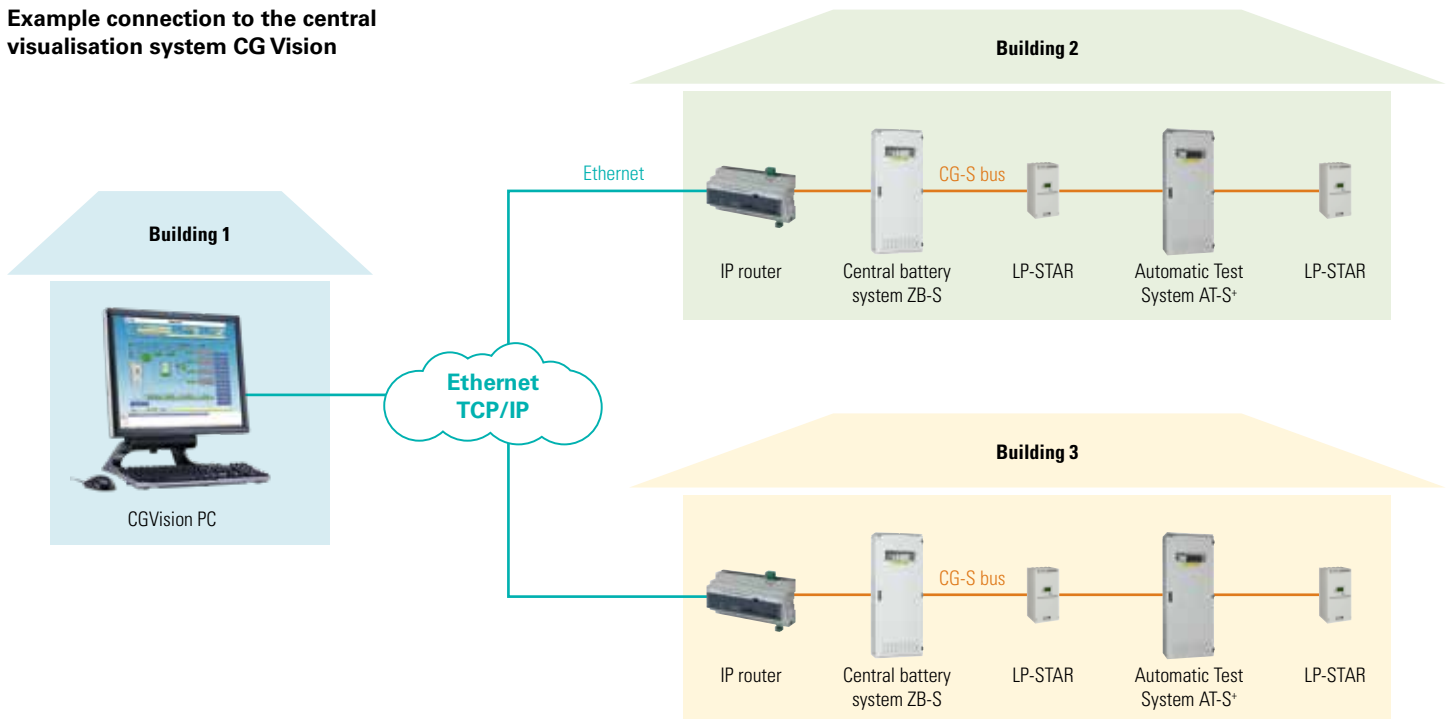 Example connection to the central
visualisation system CG Vision
Building 1
CGVision PC
Ethernet
TCP/IP
Building 2
Ethernet
CG-S bus
IP router
Central battery
system ZB-S
LP-STAR
Automatic Test
System AT-S⁺
LP-STAR
Building 3
CG-S bus
IP router
Central battery
system ZB-S
LP-STAR
Automatic Test
System AT-S⁺
LP-STAR